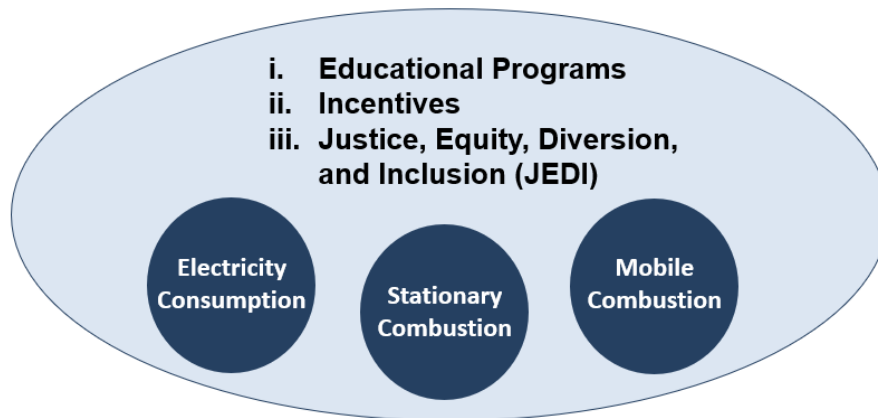 i. Educational Programs
ii. Incentives
iii. Justice, Equity, Diversion,
and Inclusion (JEDI)
Electricity
Consumption
Stationary
Combustion
Mobile
Combustion